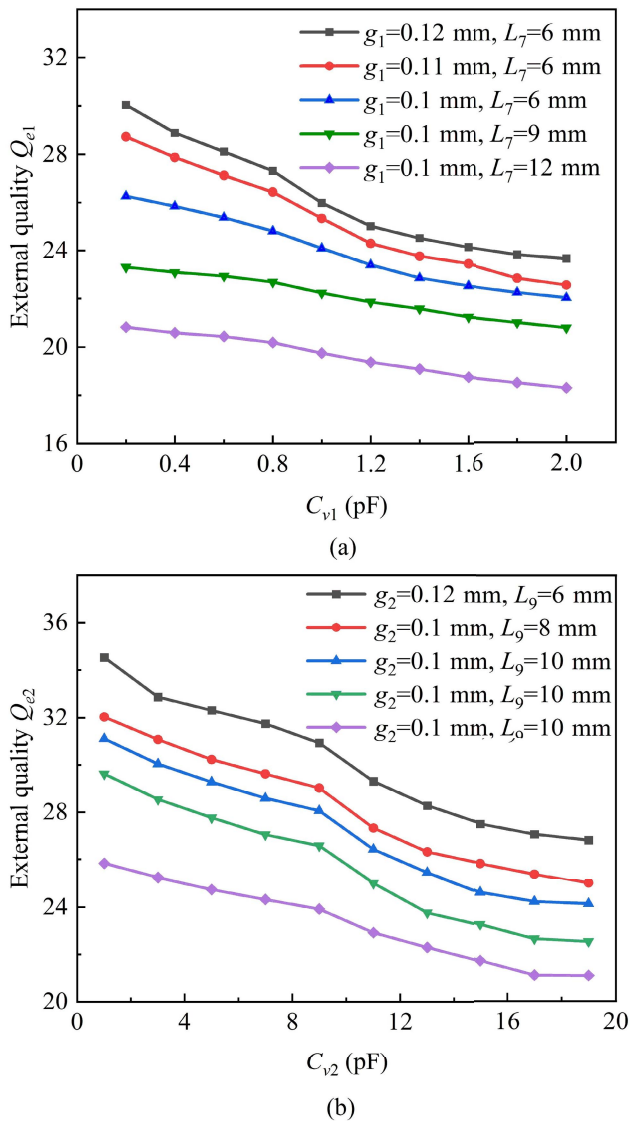 32
28
24
20
16
External quality Qe1
g1=0.12 mm, L7=6 mm
g1=0.11 mm, L7=6 mm
g1=0.1 mm, L7=6 mm
g1=0.1 mm, L7=9 mm
g1=0.1 mm, L7=12 mm
0.4 0.8 1.2 1.6 2.0
Cv1 (pF)
(a)
36
32
28
24
20
External quality Qe2
g2=0.12 mm, L9=6 mm
g2=0.1 mm, L9=8 mm
g2=0.1 mm, L9=10 mm
g2=0.1 mm, L9=10 mm
g2=0.1 mm, L9=10 mm
4 8 12 16 20
Cv2 (pF)
(b)